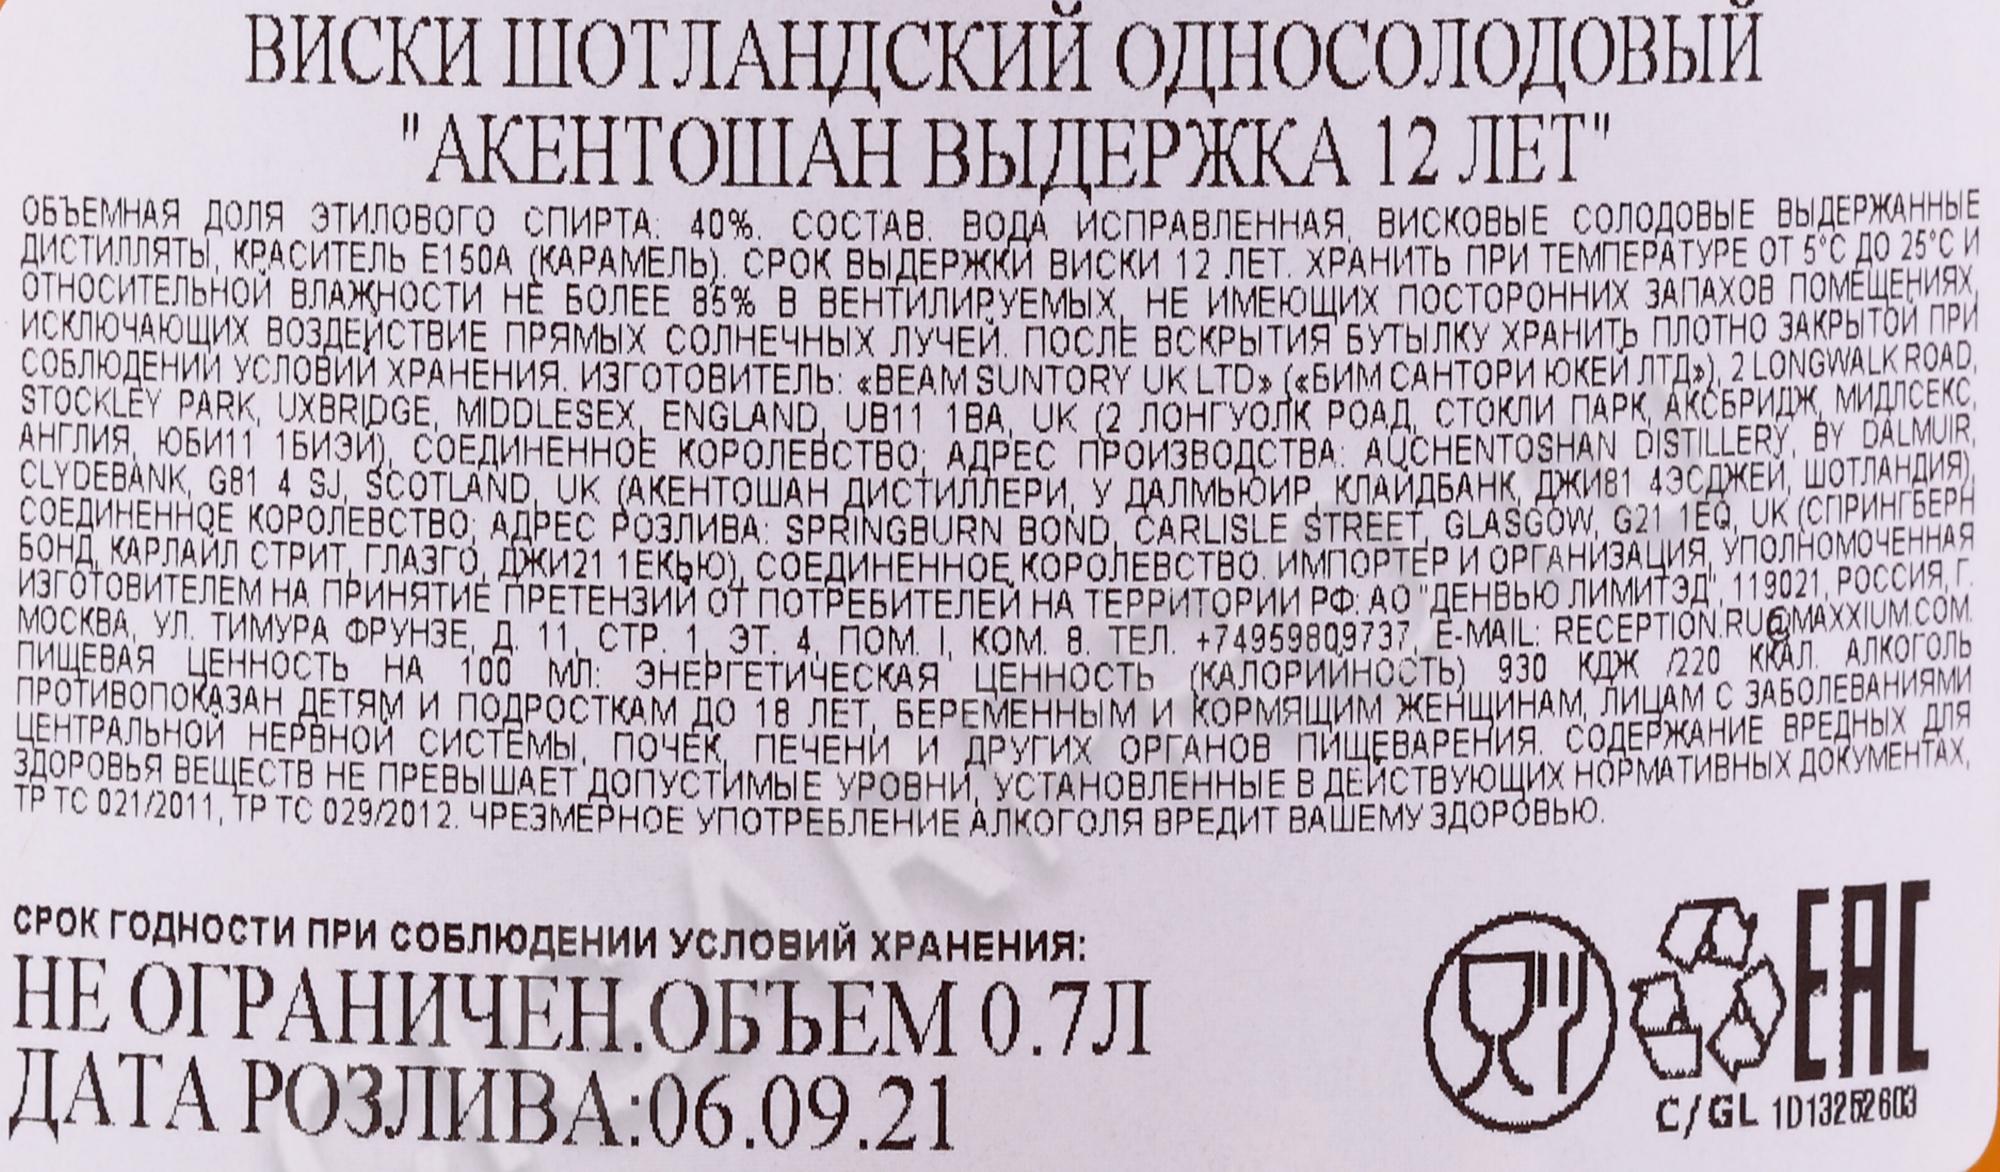 ВИСКИ ШОТЛАНДСКИЙ ОДНОСОЛОДОВЫЙ
"АКЕНТОШАН ВЫДЕРЖКА 12 ЛЕТ"
ОБЪЕМНАЯ ДОЛЯ ЭТИЛОВОГО СПИРТА: 40%. СОСТАВ: ВОДА ИСПРАВЛЕННАЯ, ВИСКОВЫЕ СОЛОДОВЫЕ ВЫДЕРЖАННЫЕ
ДИСТИЛЛЯТЫ, КРАСИТЕЛЬ Е150А (КАРАМЕЛЬ). СРОК ВЫДЕРЖКИ ВИСКИ 12 ЛЕТ. ХРАНИТЬ ПРИ ТЕМПЕРАТУРЕ ОТ 5°С ДО 25°С И
ОТНОСИТЕЛЬНОЙ ВЛАЖНОСТИ НЕ БОЛЕЕ 85% В ВЕНТИЛИРУЕМЫХ, НЕ ИМЕЮЩИХ ПОСТОРОННИХ ЗАПАХОВ ПОМЕЩЕНИЯХ,
ИСКЛЮЧАЮЩИХ ВОЗДЕЙСТВИЕ ПРЯМЫХ СОЛНЕЧНЫХ ЛУЧЕЙ. ПОСЛЕ ВСКРЫТИЯ БУТЫЛКУ ХРАНИТЬ ПЛОТНО ЗАКРЫТОЙ ПРИ
СОБЛЮДЕНИИ УСЛОВИЙ ХРАНЕНИЯ. ИЗГОТОВИТЕЛЬ: «BEAM SUNTORY UK LTD» («БИМ САНТОРИ ЮКЕЙ ЛТД»), 2 LONGWALK ROAD,
STOCKLEY PARK, UXBRIDGE, MIDDLESEX, ENGLAND, UB11 1BA, UK (2 ЛОНГУОЛК РОАД, СТОКЛИ ПАРК, АКСБРИДЖ, МИДЛСЕКС,
АНГЛИЯ, ЮБИ11 1БИЭЙ), СОЕДИНЕННОЕ КОРОЛЕВСТВО; АДРЕС ПРОИЗВОДСТВА: AUCHENTOSHAN DISTILLERY, BY DALMUIR,
CLYDEBANK, G81 4 SJ, SCOTLAND, UK (АКЕНТОШАН ДИСТИЛЛЕРИ, У ДАЛМЬЮИР, КЛАЙДБАНК, ДЖИ81 4ЭСДЖЕЙ, ШОТЛАНДИЯ),
СОЕДИНЕННОЕ КОРОЛЕВСТВО; АДРЕС РОЗЛИВА: SPRINGBURN BOND, CARLISLE STREET, GLASGOW, G21 1EQ, UK (СПРИНГБЕРН
БОНД, КАРЛАЙЛ СТРИТ, ГЛАЗГО, ДЖИ21 1ЕКЬЮ), СОЕДИНЕННОЕ КОРОЛЕВСТВО. ИМПОРТЕР И ОРГАНИЗАЦИЯ, УПОЛНОМОЧЕННАЯ
ИЗГОТОВИТЕЛЕМ НА ПРИНЯТИЕ ПРЕТЕНЗИЙ ОТ ПОТРЕБИТЕЛЕЙ НА ТЕРРИТОРИИ РФ: АО "ДЕНВЬЮ ЛИМИТЭД", 119021, РОССИЯ, Г.
МОСКВА, УЛ. ТИМУРА ФРУНЗЕ, Д. 11, СТР. 1, ЭТ. 4, ПОМ. I, КОМ. 8. ТЕЛ. +74959809737, E-MAIL: RECEPTION.RU@MAXXIUM.COM.
ПИЩЕВАЯ ЦЕННОСТЬ НА 100 МЛ: ЭНЕРГЕТИЧЕСКАЯ ЦЕННОСТЬ (КАЛОРИЙНОСТЬ) 930 КДЖ /220 ККАЛ. АЛКОГОЛЬ
ПРОТИВОПОКАЗАН ДЕТЯМ И ПОДРОСТКАМ ДО 18 ЛЕТ, БЕРЕМЕННЫМ И КОРМЯЩИМ ЖЕНЩИНАМ, ЛИЦАМ С ЗАБОЛЕВАНИЯМИ
ЦЕНТРАЛЬНОЙ НЕРВНОЙ СИСТЕМЫ, ПОЧЕК, ПЕЧЕНИ И ДРУГИХ ОРГАНОВ ПИЩЕВАРЕНИЯ. СОДЕРЖАНИЕ ВРЕДНЫХ ДЛЯ
ЗДОРОВЬЯ ВЕЩЕСТВ НЕ ПРЕВЫШАЕТ ДОПУСТИМЫЕ УРОВНИ, УСТАНОВЛЕННЫЕ В ДЕЙСТВУЮЩИХ НОРМАТИВНЫХ ДОКУМЕНТАХ,
ТР ТС 021/2011, ТР ТС 029/2012. ЧРЕЗМЕРНОЕ УПОТРЕБЛЕНИЕ АЛКОГОЛЯ ВРЕДИТ ВАШЕМУ ЗДОРОВЬЮ.
СРОК ГОДНОСТИ ПРИ СОБЛЮДЕНИИ УСЛОВИЙ ХРАНЕНИЯ:
НЕ ОГРАНИЧЕН.ОБЪЕМ 0.7Л
ДАТА РОЗЛИВА:06.09.21
EAC
C/GL 1D13252603